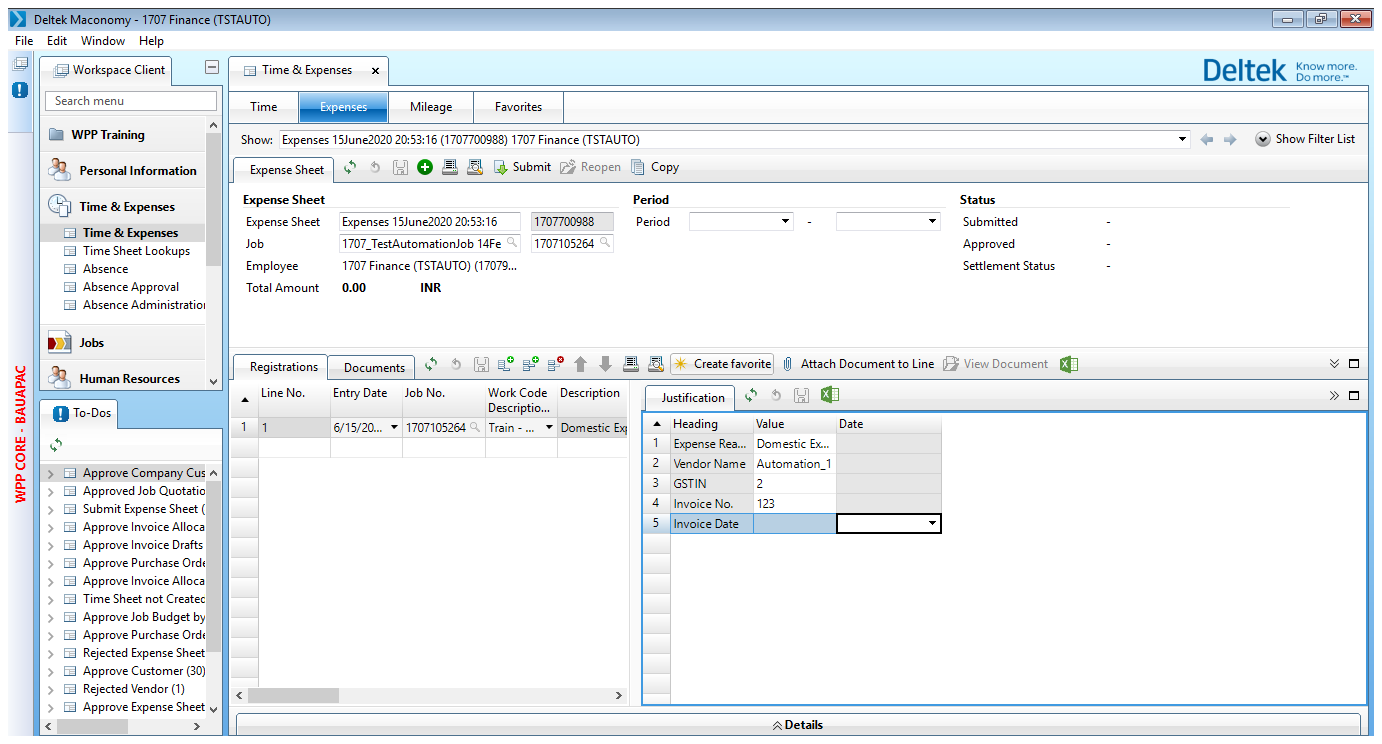 Deltek Maconomy - 1707 Finance (TSTAUTO)
File Edit Window Help
Workspace Client
Search menu
WPP Training
Personal Information
Time & Expenses
Time & Expenses
Time Sheet Lookups
Absence
Absence Approval
Absence Administration
Jobs
Human Resources
WPP CORE - BAUAPAC
To-Dos
Approve Company Cus
Approved Job Quotatio
Submit Expense Sheet (
Approve Invoice Alloca
Approve Invoice Drafts
Approve Purchase Orde
Approve Invoice Alloca
Time Sheet not Created
Approve Job Budget by
Approve Purchase Orde
Rejected Expense Sheet
Approve Customer (30)
Rejected Vendor (1)
Approve Expense Sheet
Time & Expenses x
Deltek Know more. Do more.™
Time Expenses Mileage Favorites
Show: Expenses 15June2020 20:53:16 (1707700988) 1707 Finance (TSTAUTO)
Show Filter List
Expense Sheet Submit Reopen Copy
Expense Sheet Period Status
Expense Sheet Expenses 15June2020 20:53:16 1707700988 Period - Submitted -
Job 1707_TestAutomationJob 14Fe 1707105264 Approved -
Employee 1707 Finance (TSTAUTO) (17079... Settlement Status -
Total Amount 0.00 INR
Registrations Documents Create favorite Attach Document to Line View Document
Line No. Entry Date Job No. Work Code Descriptio... Description
1 1 6/15/20... 1707105264 Train - ... Domestic Exp
Justification
Heading Value Date
1 Expense Rea... Domestic Ex...
2 Vendor Name Automation_1
3 GSTIN 2
4 Invoice No. 123
5 Invoice Date
Details